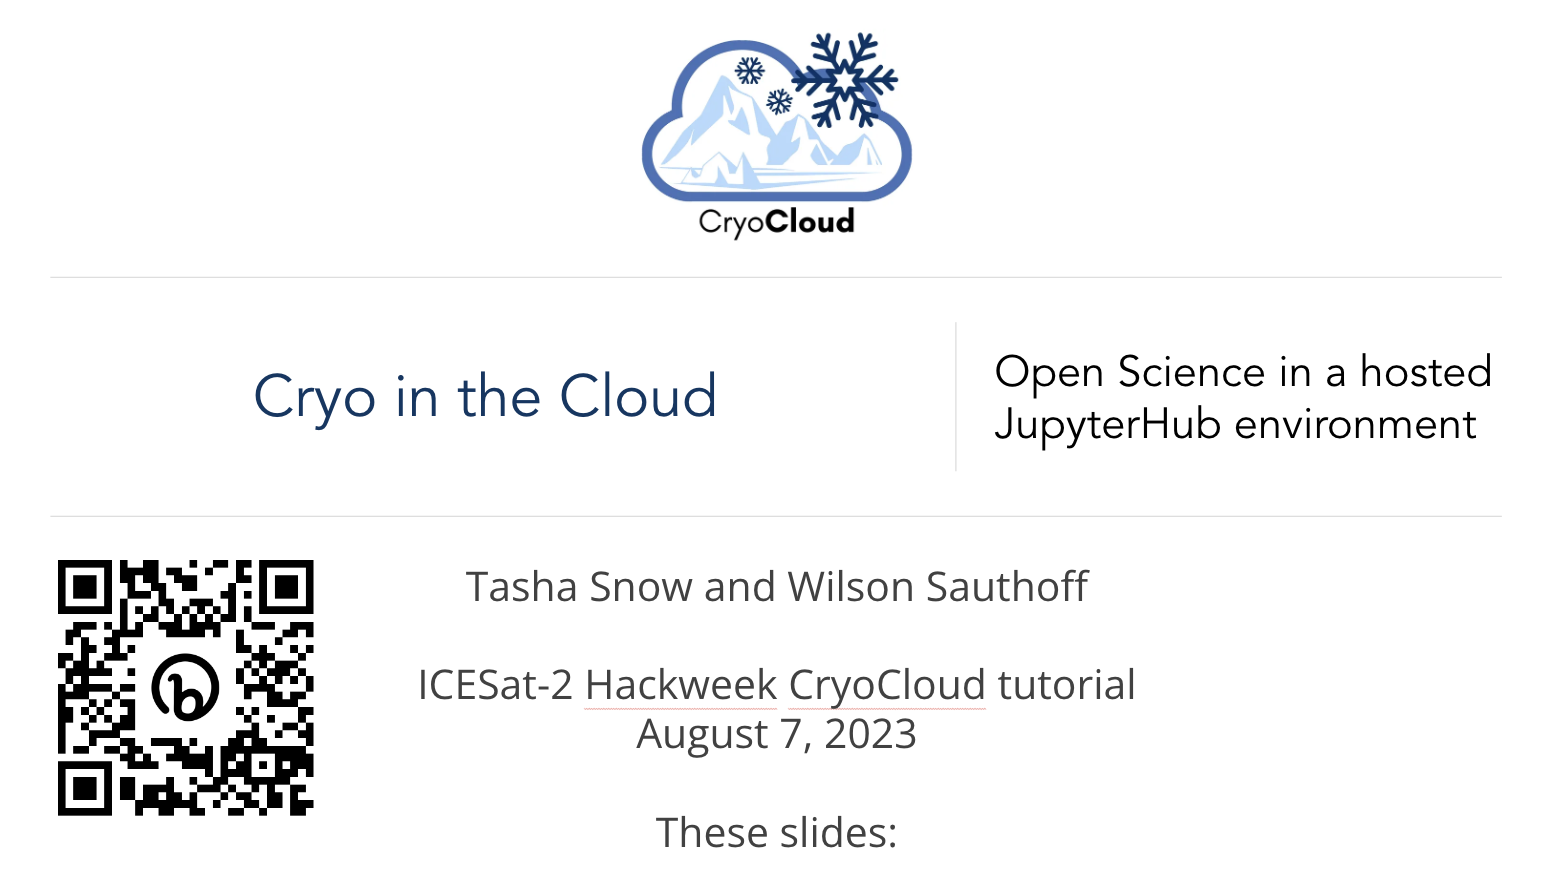 CryoCloud
Cryo in the Cloud
Open Science in a hosted
JupyterHub environment
Tasha Snow and Wilson Sauthoff
ICESat-2 Hackweek CryoCloud tutorial
August 7, 2023
These slides: